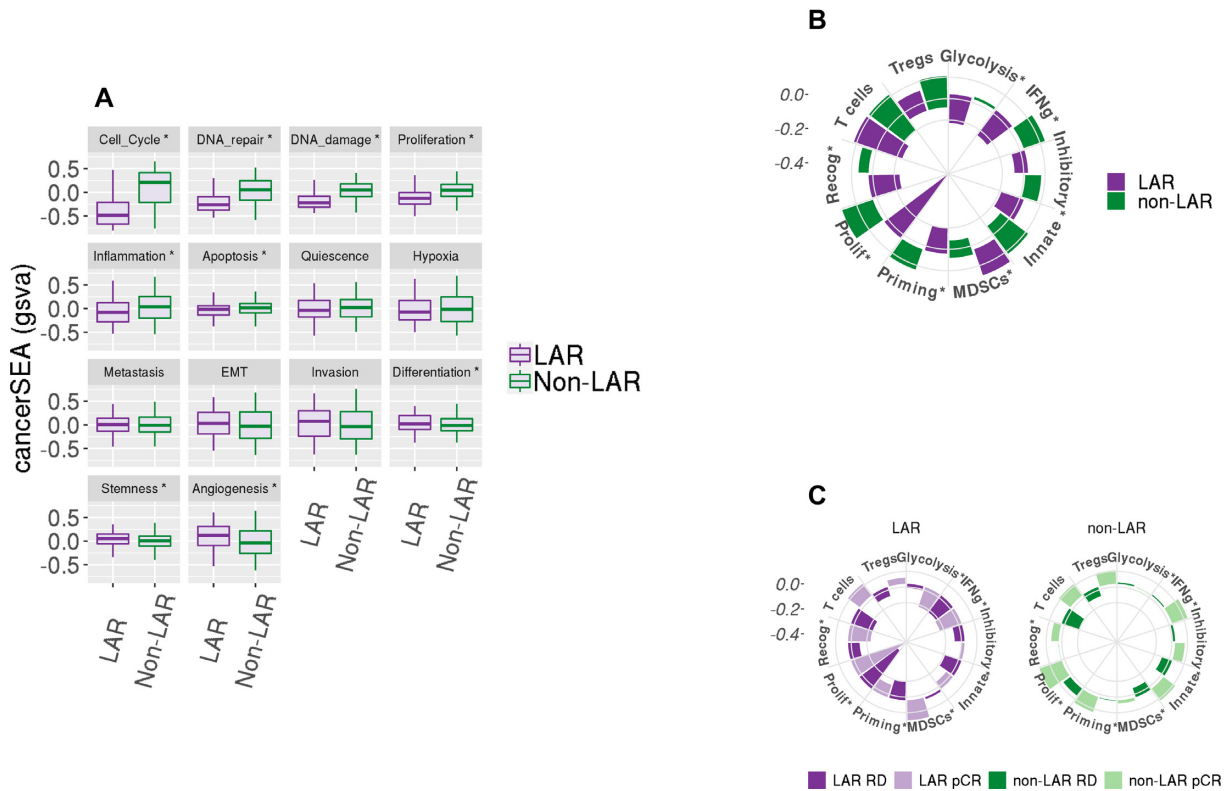 A
Cell_Cycle *
DNA_repair *
DNA_damage *
Proliferation *
0.5
0.0
-0.5
Inflammation *
Apoptosis *
Quiescence
Hypoxia
0.5
0.0
-0.5
Metastasis
EMT
Invasion
Differentiation *
0.5
0.0
-0.5
Stemness *
Angiogenesis *
0.5
0.0
-0.5
LAR
Non-LAR
LAR
Non-LAR
LAR
Non-LAR
LAR
Non-LAR
cancerSEA (gsva)
LAR
Non-LAR
B
0.0-
-0.2-
-0.4-
Glycolysis*
IFNg*
Inhibitory
Innate *
MDSCs*
Priming*
Prolif*
Recog*
T cells
Tregs
LAR
non-LAR
C
LAR
0.0-
-0.2-
-0.4-
Glycolysis*
IFNg*
Inhibitory*
Innate*
MDSCs*
Priming*
Prolif*
Recog*
T cells
Tregs
non-LAR
Glycolysis*
IFNg*
Inhibitory
Innate*
MDSCs*
Priming*
Prolif*
Recog*
T cells
Tregs
LAR RD
LAR pCR
non-LAR RD
non-LAR pCR